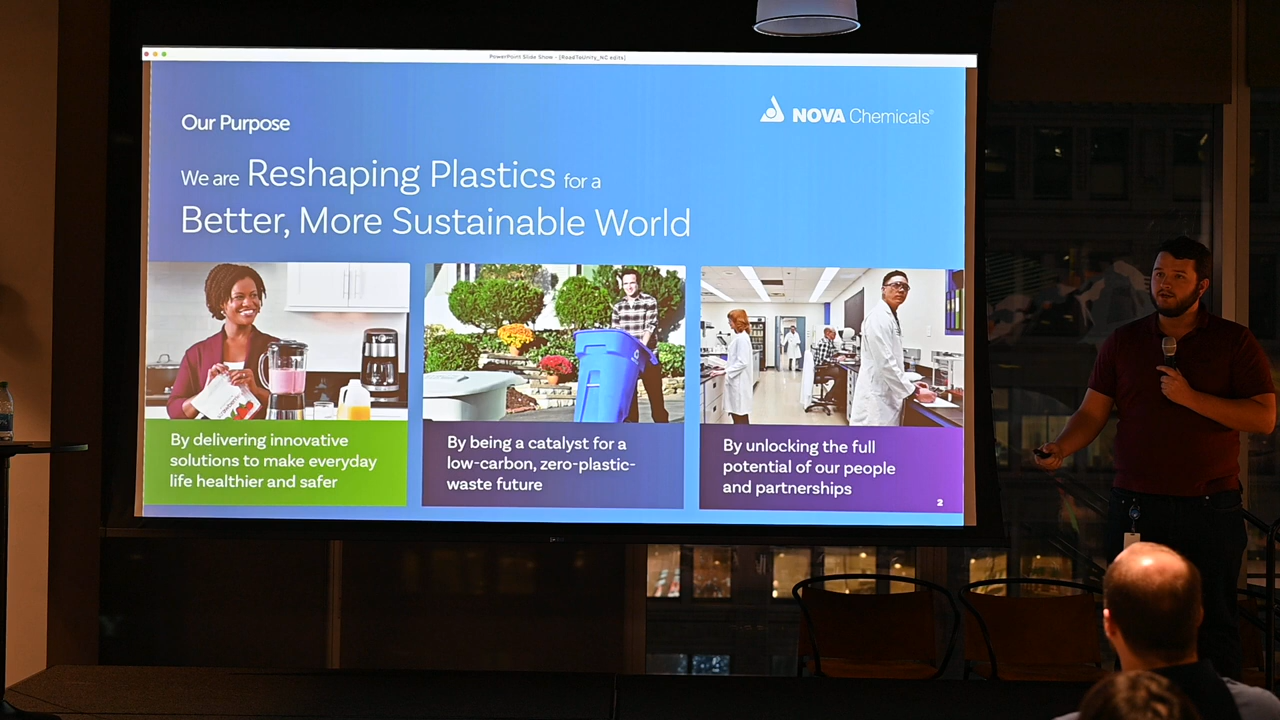 PowerPoint Slide Show - [RoadToUnity_NC edits]
Our Purpose
NOVA Chemicals®
We are Reshaping Plastics for a
Better, More Sustainable World
By delivering innovative
solutions to make everyday
life healthier and safer
By being a catalyst for a
low-carbon, zero-plastic-
waste future
By unlocking the full
potential of our people
and partnerships
2